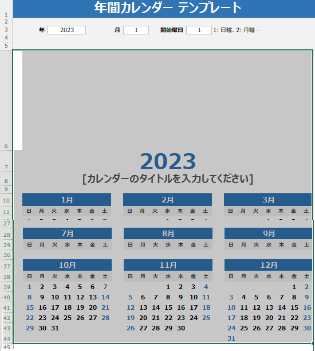 年間カレンダー テンプレート
年 2023 月 1 開始曜日 1 1: 日曜、2: 月曜…
2023
[カレンダーのタイトルを入力してください]
1月 2月 3月
日 月 火 水 木 金 土 日 月 火 水 木 金 土 日 月 火 水 木 金 土
7月 8月 9月
日 月 火 水 木 金 土 日 月 火 水 木 金 土 日 月 火 水 木 金 土
10月 11月 12月
日 月 火 水 木 金 土 日 月 火 水 木 金 土 日 月 火 水 木 金 土
1 2 3 4 5 6 7 1 2 3 4 1 2
8 9 10 11 12 13 14 5 6 7 8 9 10 11 3 4 5 6 7 8 9
15 16 17 18 19 20 21 12 13 14 15 16 17 18 10 11 12 13 14 15 16
22 23 24 25 26 27 28 19 20 21 22 23 24 25 17 18 19 20 21 22 23
29 30 31 26 27 28 29 30 24 25 26 27 28 29 30
31